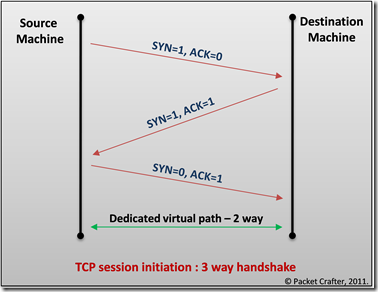 Source
Machine
Destination
Machine
SYN=1, ACK=0
SYN=1, ACK=1
SYN=0, ACK=1
Dedicated virtual path – 2 way
TCP session initiation : 3 way handshake
© Packet Crafter, 2011.